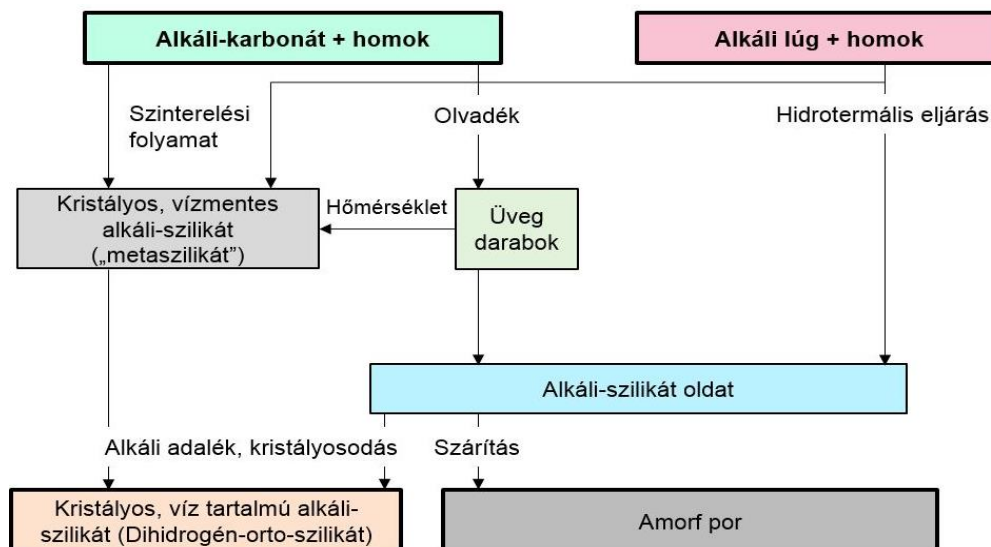 Alkáli-karbonát + homok
Alkáli lúg + homok
Szinterelési
folyamat
Olvadék
Hidrotermális eljárás
Kristályos, vízmentes
alkáli-szilikát
(„metaszilikát”)
Hőmérséklet
Üveg
darabok
Alkáli-szilikát oldat
Alkáli adalék, kristályosodás
Szárítás
Kristályos, víz tartalmú alkáli-
szilikát (Dihidrogén-orto-szilikát)
Amorf por